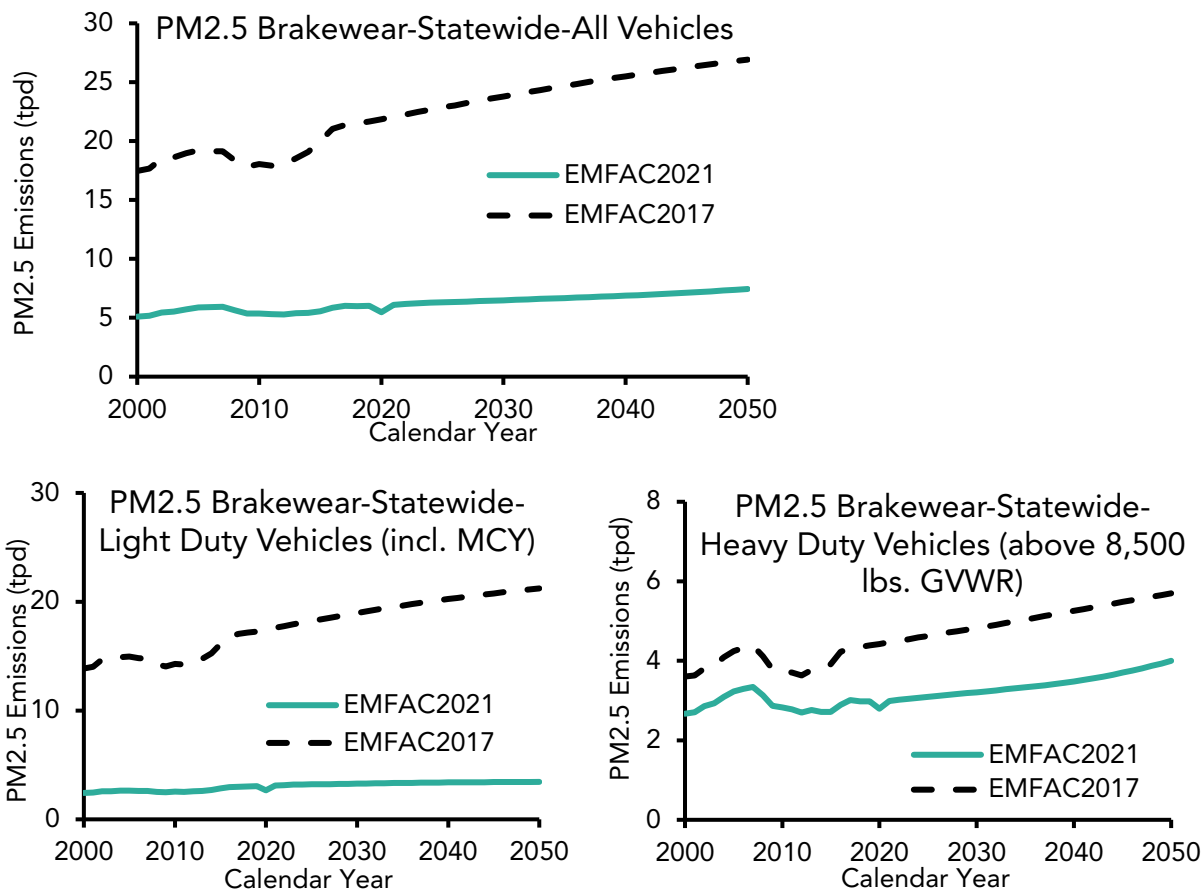 PM2.5 Brakewear-Statewide-All Vehicles
PM2.5 Emissions (tpd)
30
25
20
15
10
5
0
EMFAC2021
EMFAC2017
2000 2010 2020 2030 2040 2050
Calendar Year
PM2.5 Brakewear-Statewide-
Light Duty Vehicles (incl. MCY)
PM2.5 Emissions (tpd)
30
20
10
0
EMFAC2021
EMFAC2017
2000 2010 2020 2030 2040 2050
Calendar Year
PM2.5 Brakewear-Statewide-
Heavy Duty Vehicles (above 8,500
lbs. GVWR)
PM2.5 Emissions (tpd)
8
6
4
2
0
EMFAC2021
EMFAC2017
2000 2010 2020 2030 2040 2050
Calendar Year